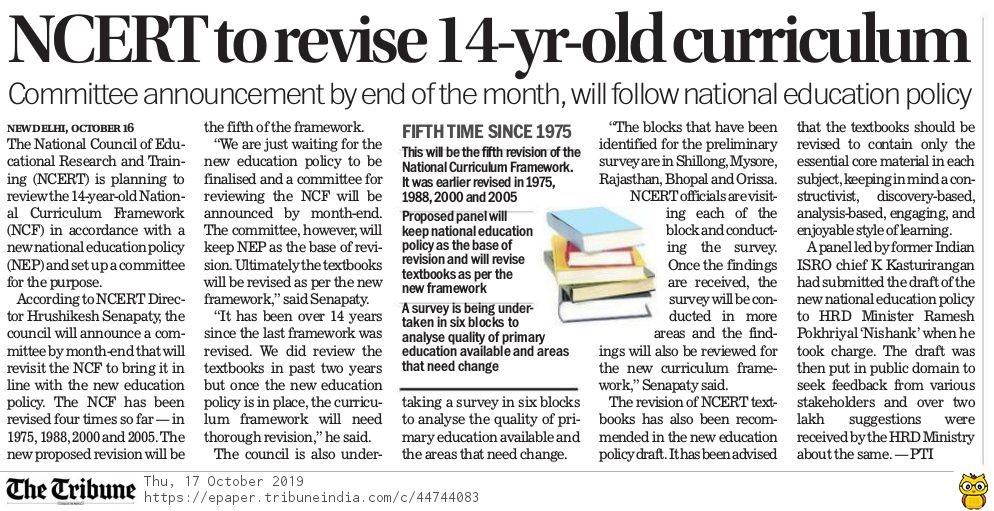 NCERT to revise 14-yr-old curriculum
Committee announcement by end of the month, will follow national education policy
NEW DELHI, OCTOBER 16
The National Council of Edu-
cational Research and Train-
ing (NCERT) is planning to
review the 14-year-old Nation-
al Curriculum Framework
(NCF) in accordance with a
new national education policy
(NEP) and set up a committee
for the purpose.
According to NCERT Direc-
tor Hrushikesh Senapaty, the
council will announce a com-
mittee by month-end that will
revisit the NCF to bring it in
line with the new education
policy. The NCF has been
revised four times so far — in
1975, 1988, 2000 and 2005. The
new proposed revision will be
the fifth of the framework.
“We are just waiting for the
new education policy to be
finalised and a committee for
reviewing the NCF will be
announced by month-end.
The committee, however, will
keep NEP as the base of revi-
sion. Ultimately the textbooks
will be revised as per the new
framework,” said Senapaty.
“It has been over 14 years
since the last framework was
revised. We did review the
textbooks in past two years
but once the new education
policy is in place, the curricu-
lum framework will need
thorough revision,” he said.
The council is also under-
FIFTH TIME SINCE 1975
This will be the fifth revision of the
National Curriculum Framework.
It was earlier revised in 1975,
1988, 2000 and 2005
Proposed panel will
keep national education
policy as the base of
revision and will revise
textbooks as per the
new framework
A survey is being under-
taken in six blocks to
analyse quality of primary
education available and areas
that need change
taking a survey in six blocks
to analyse the quality of pri-
mary education available and
the areas that need change.
“The blocks that have been
identified for the preliminary
survey are in Shillong, Mysore,
Rajasthan, Bhopal and Orissa.
NCERT officials are visit-
ing each of the
block and conduct-
ing the survey.
Once the findings
are received, the
survey will be con-
ducted in more
areas and the find-
ings will also be reviewed for
the new curriculum frame-
work,” Senapaty said.
The revision of NCERT text-
books has also been recom-
mended in the new education
policy draft. It has been advised
that the textbooks should be
revised to contain only the
essential core material in each
subject, keeping in mind a con-
structivist, discovery-based,
analysis-based, engaging, and
enjoyable style of learning.
A panel led by former Indian
ISRO chief K Kasturirangan
had submitted the draft of the
new national education policy
to HRD Minister Ramesh
Pokhriyal ‘Nishank’ when he
took charge. The draft was
then put in public domain to
seek feedback from various
stakeholders and over two
lakh suggestions were
received by the HRD Ministry
about the same. — PTI
The Tribune
Thu, 17 October 2019
https://epaper.tribuneindia.com/c/44744083